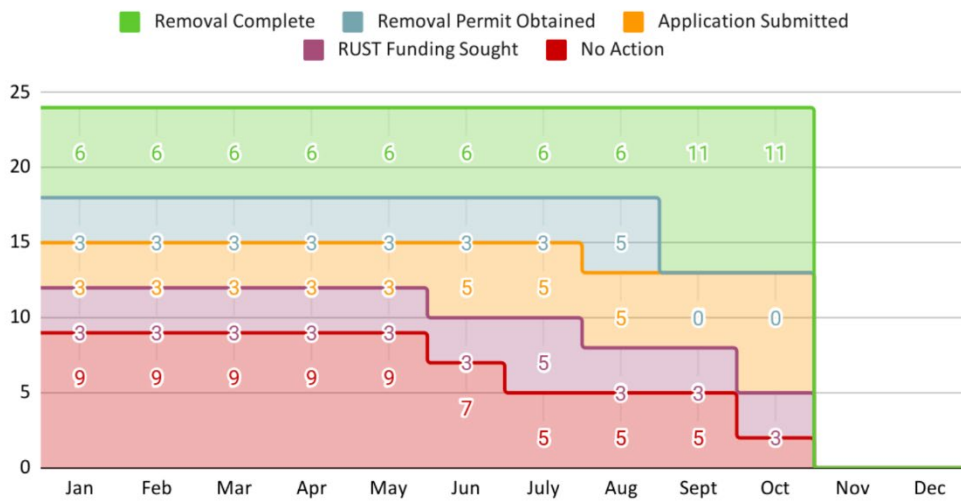 Removal Complete Removal Permit Obtained Application Submitted
RUST Funding Sought No Action
25
20
15
10
5
0
6 6 6 6 6 6 6 6 11 11
3 3 3 3 3 3 3 5
3 3 3 3 3 5 5 5 0 0
3 3 3 3 3 3 5 3 3 3
9 9 9 9 9 7 5 5 5
Jan Feb Mar Apr May Jun July Aug Sept Oct Nov Dec